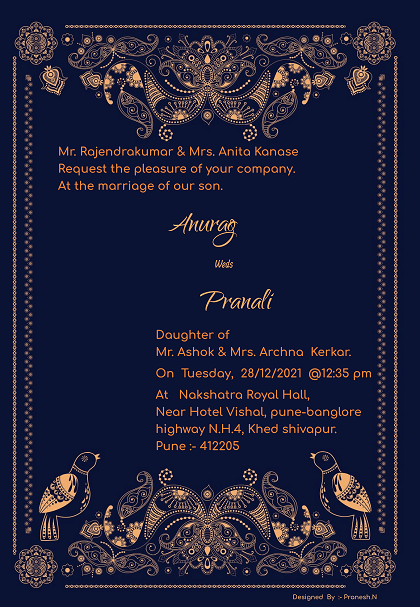 Mr. Rajendrakumar & Mrs. Anita Kanase
Request the pleasure of your company.
At the marriage of our son.
Anurag
Weds
Pranali
Daughter of
Mr. Ashok & Mrs. Archna Kerkar.
On Tuesday, 28/12/2021 @12:35 pm
At Nakshatra Royal Hall,
Near Hotel Vishal, pune-banglore
highway N.H.4, Khed shivapur.
Pune :- 412205
Designed By :- Pranesh.N